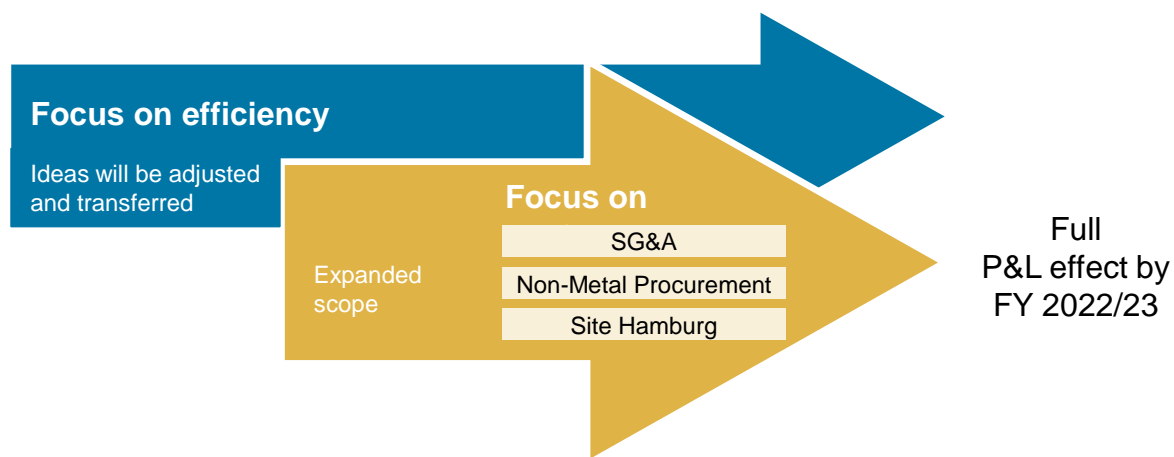 Focus on efficiency
Ideas will be adjusted
and transferred
Focus on
SG&A
Expanded
scope
Non-Metal Procurement
Site Hamburg
Full
P&L effect by
FY 2022/23